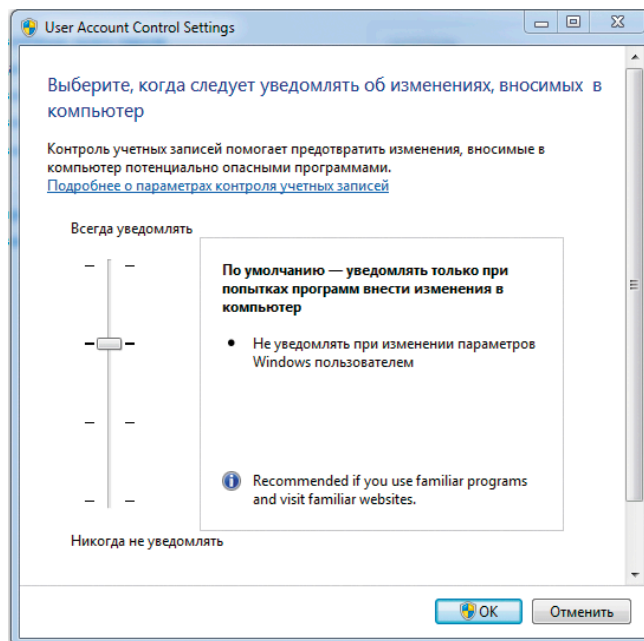 User Account Control Settings
Выберите, когда следует уведомлять об изменениях, вносимых в
компьютер
Контроль учетных записей помогает предотвратить изменения, вносимые в
компьютер потенциально опасными программами.
Подробнее о параметрах контроля учетных записей
Всегда уведомлять
По умолчанию — уведомлять только при
попытках программ внести изменения в
компьютер
• Не уведомлять при изменении параметров
Windows пользователем
Recommended if you use familiar programs
and visit familiar websites.
Никогда не уведомлять
OK
Отменить